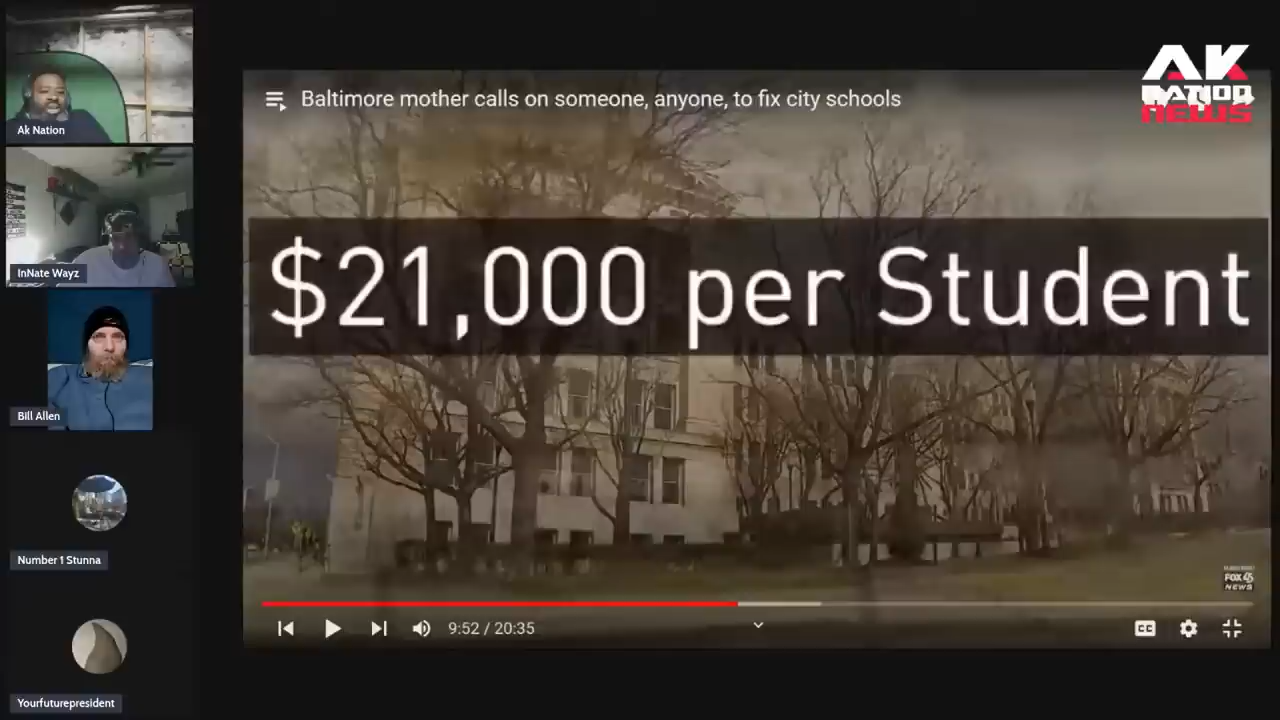 Ak Nation
InNate Wayz
Bill Allen
Number 1 Stunna
Yourfuturepresident
Baltimore mother calls on someone, anyone, to fix city schools
AK
NATION
NEWS
$21,000 per Student
FOX45
NEWS
9:52 / 20:35
CC